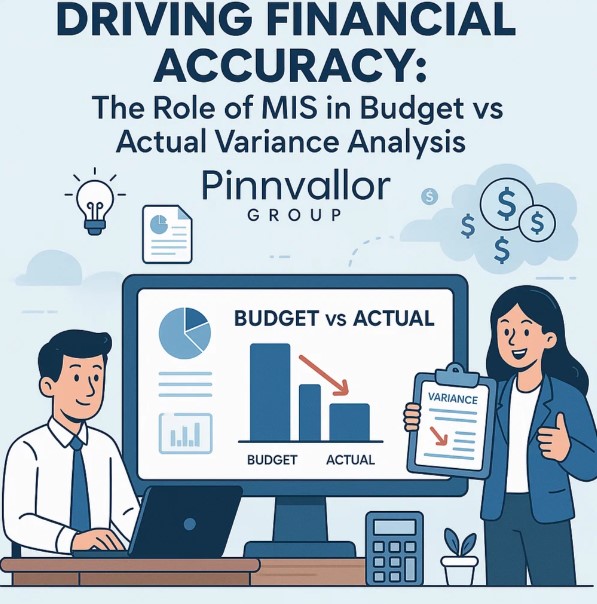 DRIVING FINANCIAL
ACCURACY:
The Role of MIS in Budget vs
Actual Variance Analysis
Pinnvallor
GROUP
$
$
$
$
$
BUDGET vs ACTUAL
VARIANCE
BUDGET ACTUAL